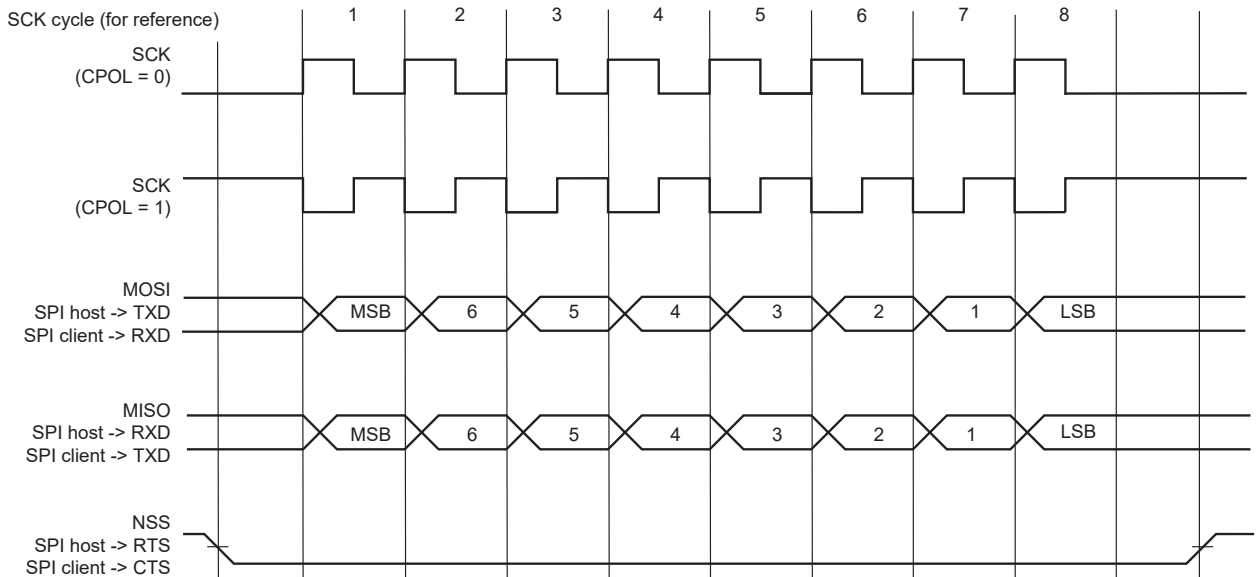 SCK cycle (for reference)
1 2 3 4 5 6 7 8
SCK
(CPOL = 0)
SCK
(CPOL = 1)
MOSI
SPI host -> TXD
SPI client -> RXD
MSB 6 5 4 3 2 1 LSB
MISO
SPI host -> RXD
SPI client -> TXD
MSB 6 5 4 3 2 1 LSB
NSS
SPI host -> RTS
SPI client -> CTS